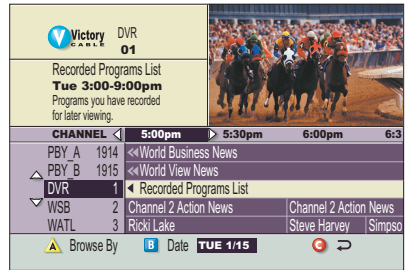 Victory CABLE DVR
01
Recorded Programs List
Tue 3:00-9:00pm
Programs you have recorded
for later viewing.
CHANNEL 5:00pm 5:30pm 6:00pm 6:3
PBY_A 1914 World Business News
PBY_B 1915 World View News
DVR 1 Recorded Programs List
WSB 2 Channel 2 Action News Channel 2 Action News
WATL 3 Ricki Lake Steve Harvey Simpso
A Browse By B Date TUE 1/15 C